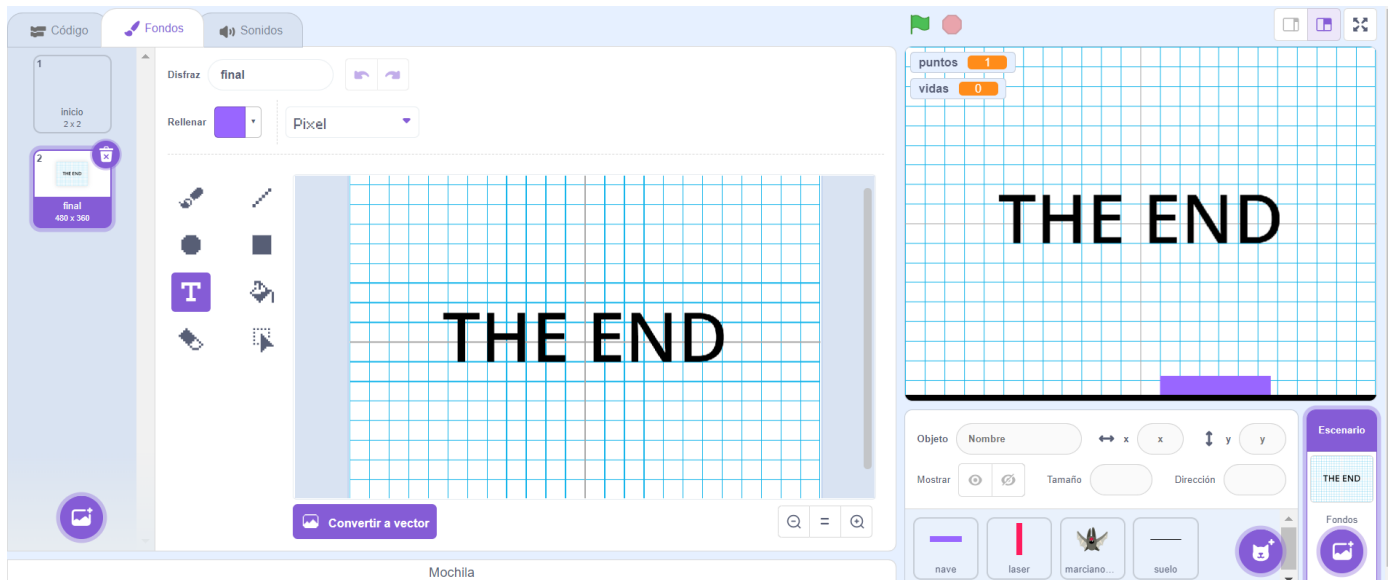 Código
Fondos
Sonidos
1
inicio
2 x 2
2
THE END
final
480 x 360
Disfraz
final
Rellenar
Pixel
T
THE END
Convertir a vector
=
Mochila
puntos 1
vidas 0
THE END
Objeto Nombre x x y y
Mostrar Tamaño Dirección
nave
laser
marciano...
suelo
Escenario
THE END
Fondos